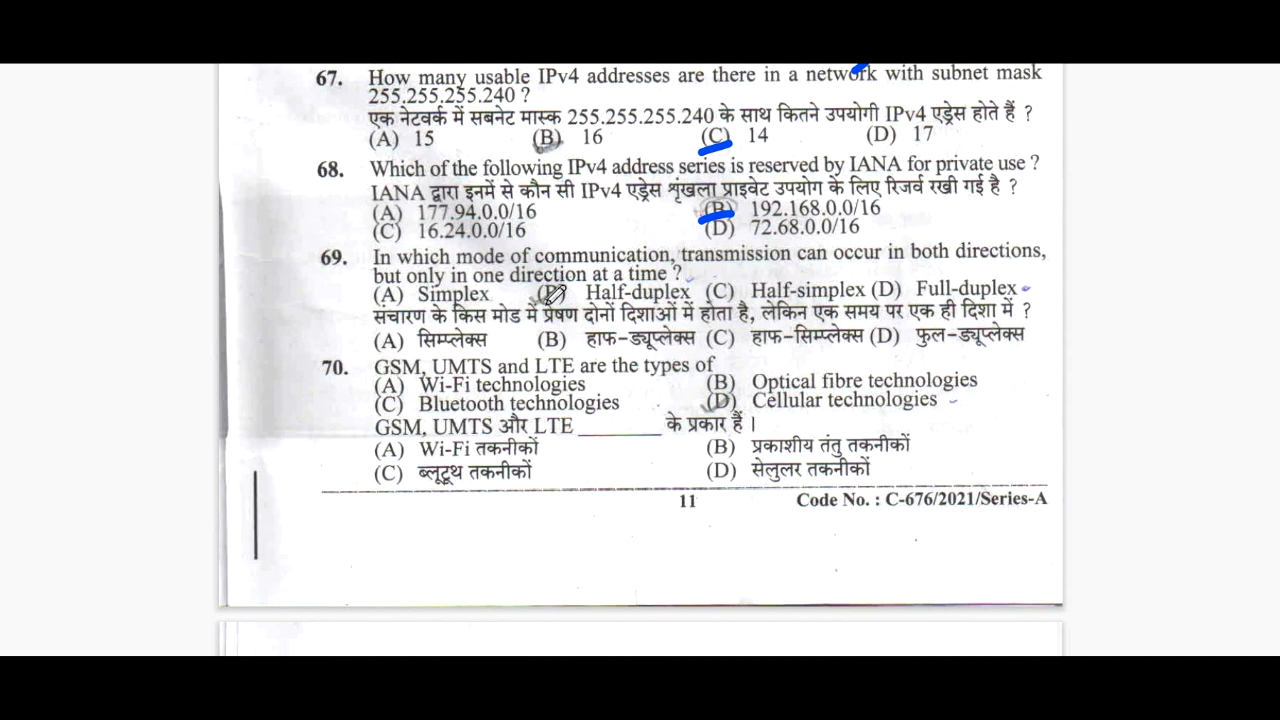 67. How many usable IPv4 addresses are there in a network with subnet mask
255.255.255.240 ?
एक नेटवर्क में सबनेट मास्क 255.255.255.240 के साथ कितने उपयोगी IPv4 एड्रेस होते हैं ?
(A) 15 (B) 16 (C) 14 (D) 17
68. Which of the following IPv4 address series is reserved by IANA for private use ?
IANA द्वारा इनमें से कौन सी IPv4 एड्रेस शृंखला प्राइवेट उपयोग के लिए रिजर्व रखी गई है ?
(A) 177.94.0.0/16 (B) 192.168.0.0/16
(C) 16.24.0.0/16 (D) 72.68.0.0/16
69. In which mode of communication, transmission can occur in both directions,
but only in one direction at a time ?
(A) Simplex (B) Half-duplex (C) Half-simplex (D) Full-duplex
संचारण के किस मोड में प्रेषण दोनों दिशाओं में होता है, लेकिन एक समय पर एक ही दिशा में ?
(A) सिम्प्लेक्स (B) हाफ-ड्यूप्लेक्स (C) हाफ-सिम्प्लेक्स (D) फुल-ड्यूप्लेक्स
70. GSM, UMTS and LTE are the types of
(A) Wi-Fi technologies (B) Optical fibre technologies
(C) Bluetooth technologies (D) Cellular technologies
GSM, UMTS और LTE ________ के प्रकार हैं ।
(A) Wi-Fi तकनीकों (B) प्रकाशीय तंतु तकनीकों
(C) ब्लूटूथ तकनीकों (D) सेलुलर तकनीकों
11 Code No. : C-676/2021/Series-A